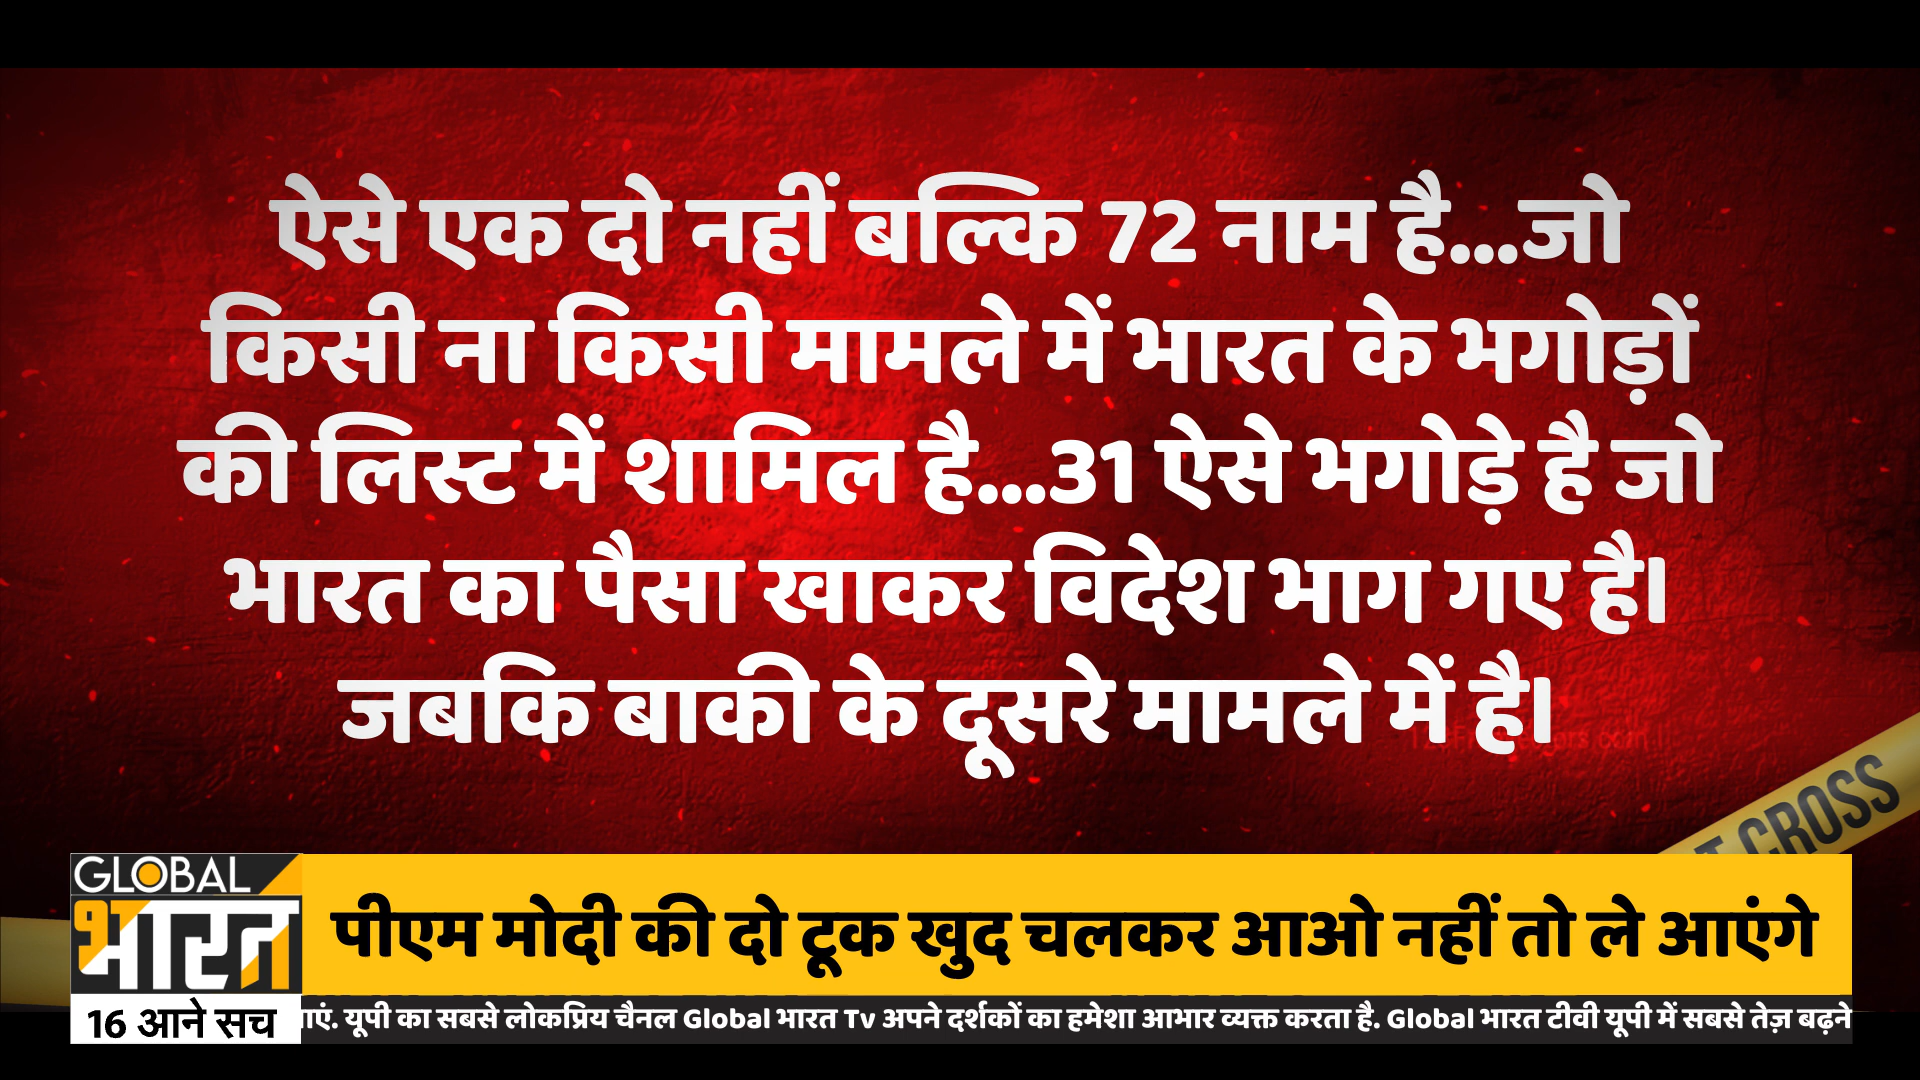 ऐसे एक दो नहीं बल्कि 72 नाम है...जो
किसी ना किसी मामले में भारत के भगोड़ों
की लिस्ट में शामिल है...31 ऐसे भगोड़े है जो
भारत का पैसा खाकर विदेश भाग गए है।
जबकि बाकी के दूसरे मामले में है।
CROSS
GLOBAL
भारत
16 आने सच
पीएम मोदी की दो टूक खुद चलकर आओ नहीं तो ले आएंगे
यूपी का सबसे लोकप्रिय चैनल Global भारत Tv अपने दर्शकों का हमेशा आभार व्यक्त करता है. Global भारत टीवी यूपी में सबसे तेज़ बढ़ने